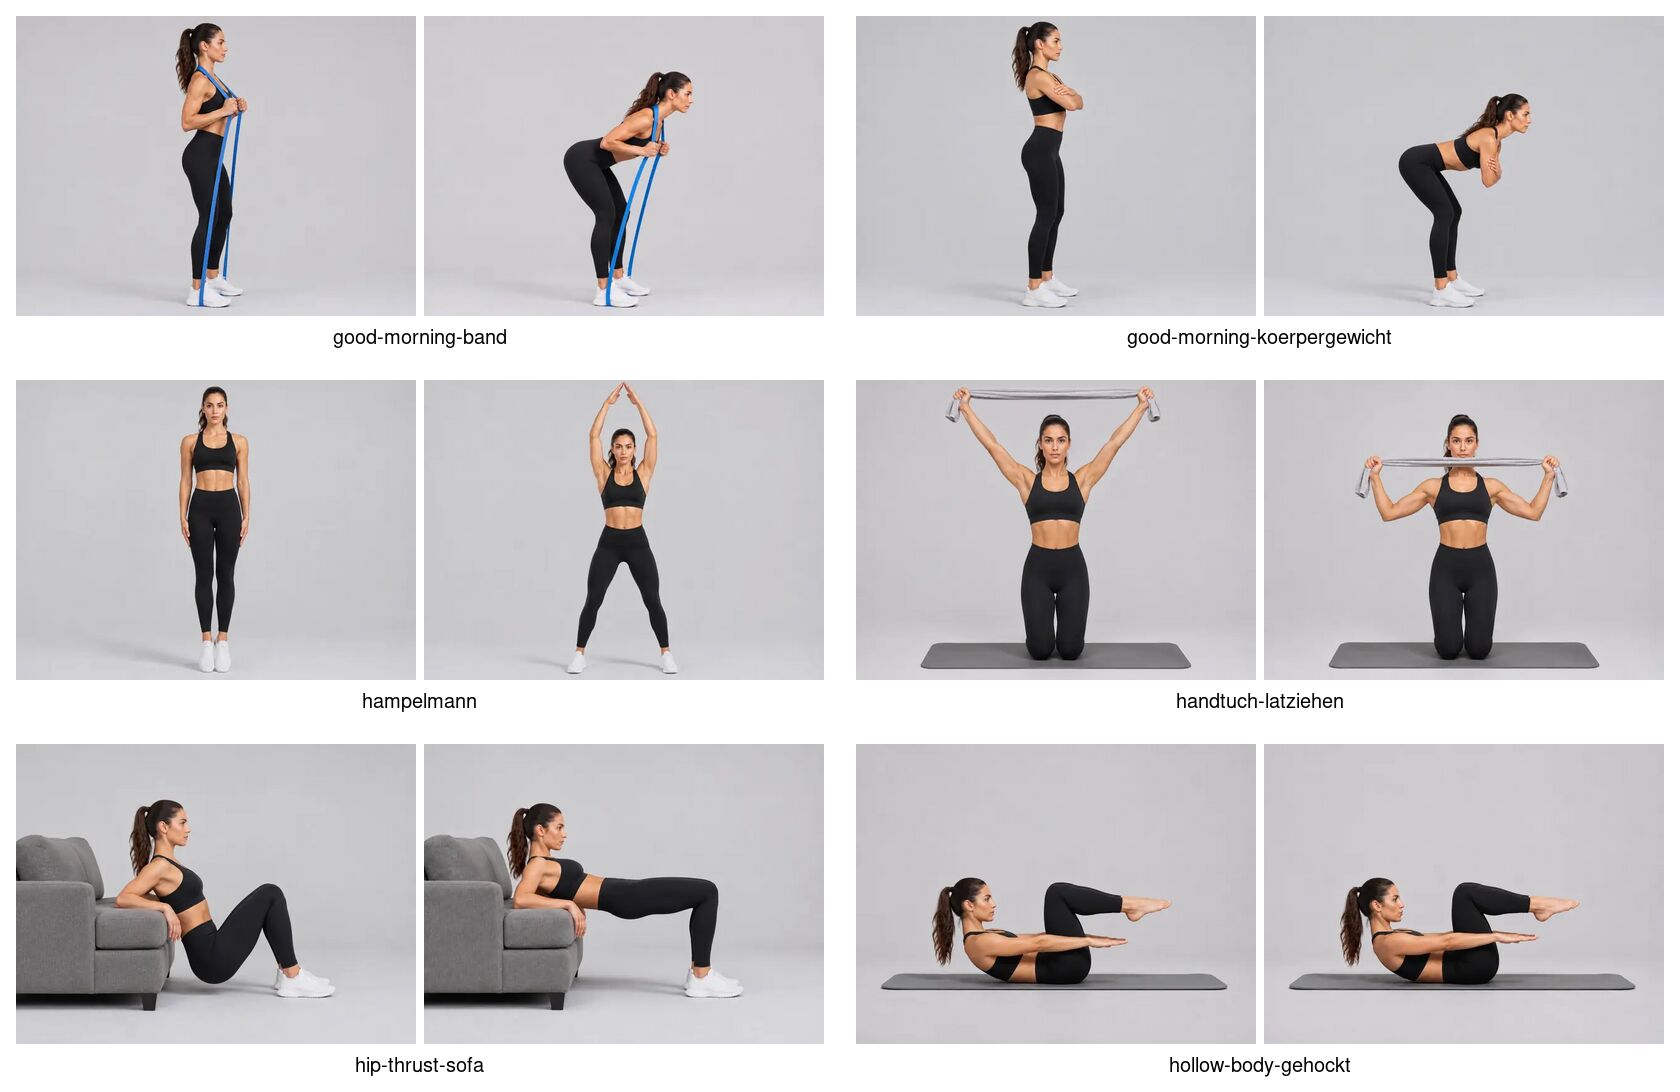 good-morning-band
good-morning-koerpergewicht
hampelmann
handtuch-latziehen
hip-thrust-sofa
hollow-body-gehockt